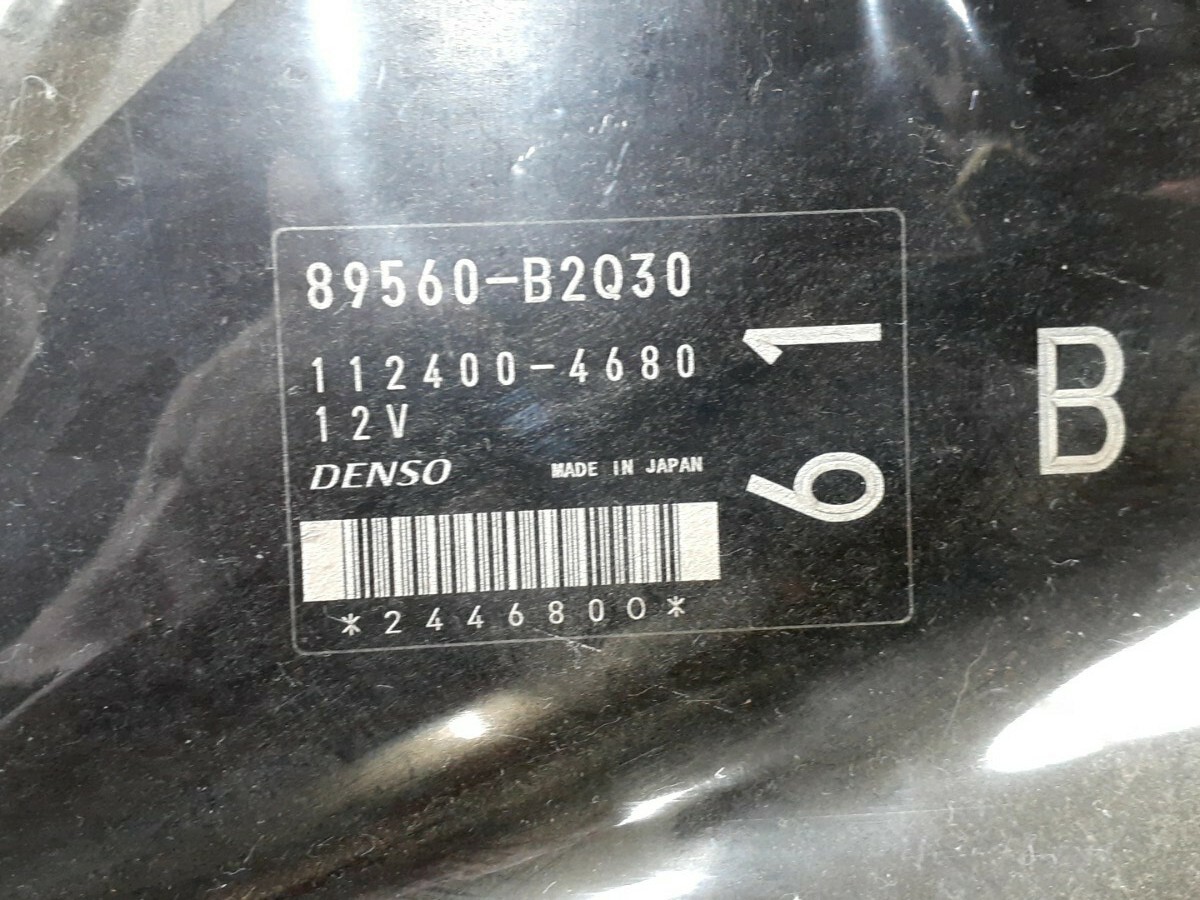 89560-B2Q30
112400-4680
12V
DENSO MADE IN JAPAN
*2446800*
61
B